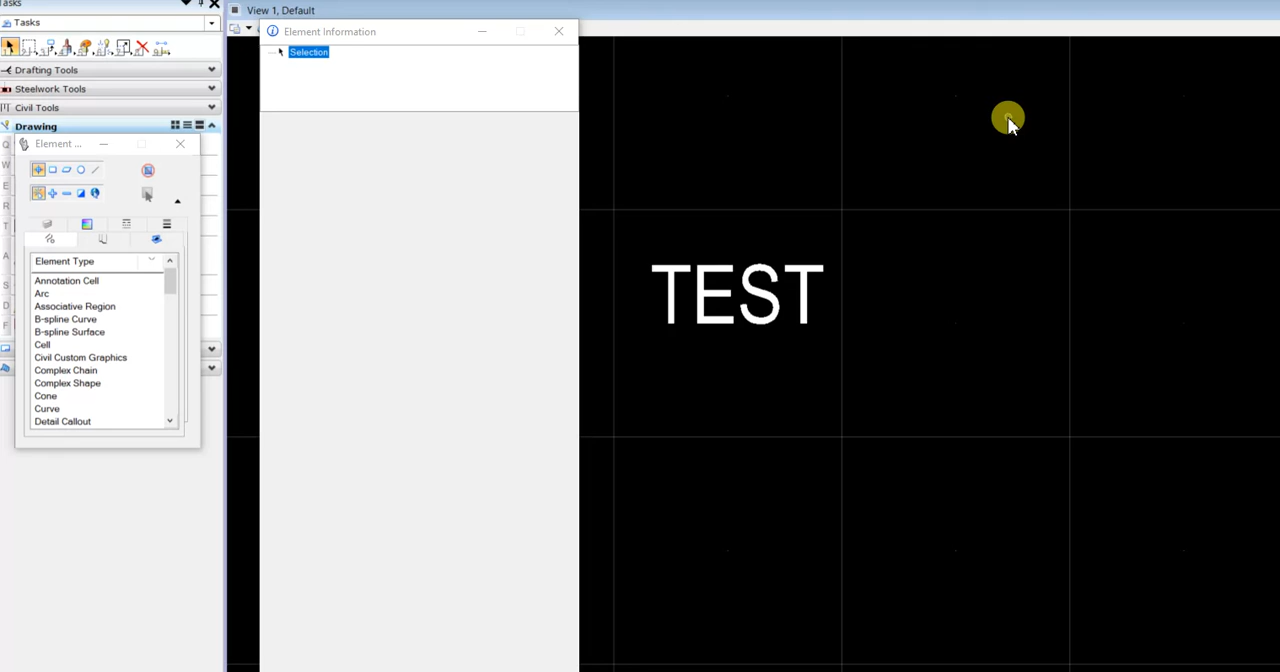 Tasks
View 1, Default
Tasks
Element Information
Selection
Drafting Tools
Steelwork Tools
Civil Tools
Drawing
Q
Element ...
W
E
R
T
A
S
D
F
Element Type
Annotation Cell
Arc
Associative Region
B-spline Curve
B-spline Surface
Cell
Civil Custom Graphics
Complex Chain
Complex Shape
Cone
Curve
Detail Callout
TEST